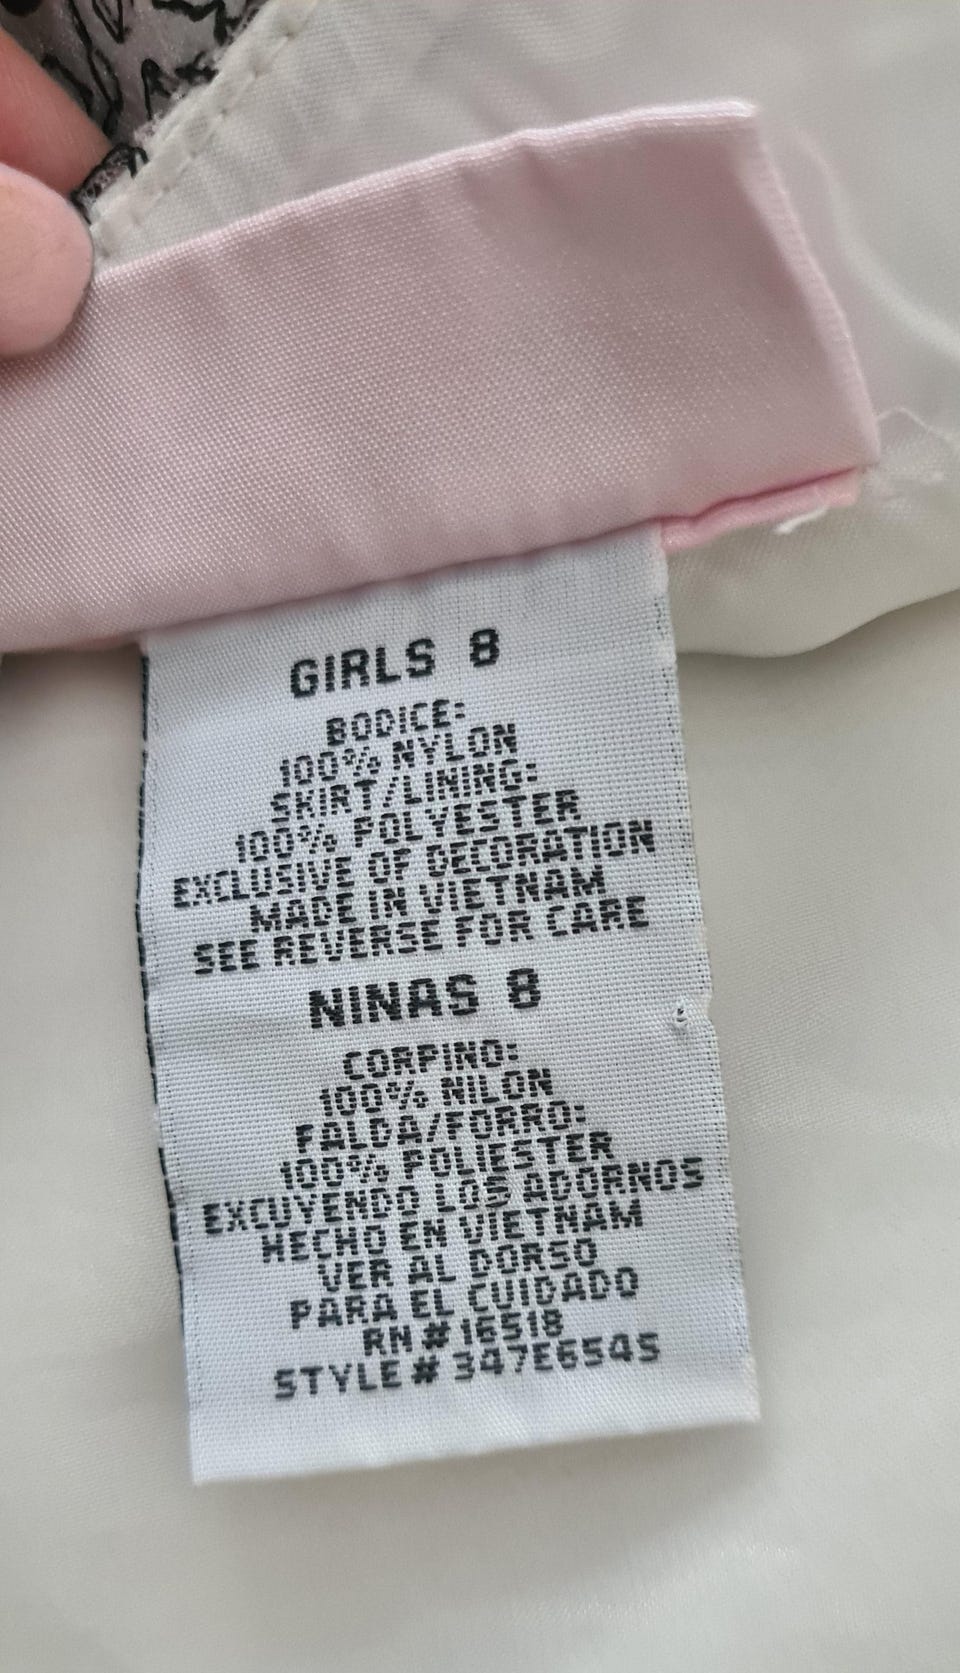 GIRLS 8
BODICE:
100% NYLON
SKIRT/LINING:
100% POLYESTER
EXCLUSIVE OF DECORATION
MADE IN VIETNAM
SEE REVERSE FOR CARE
NINAS 8
CORPINO:
100% NILON
FALDA/FORRO:
100% POLIESTER
EXCUYENDO LOS ADORNOS
HECHO EN VIETNAM
VER AL DORSO
PARA EL CUIDADO
RN # 16518
STYLE # 347E654S